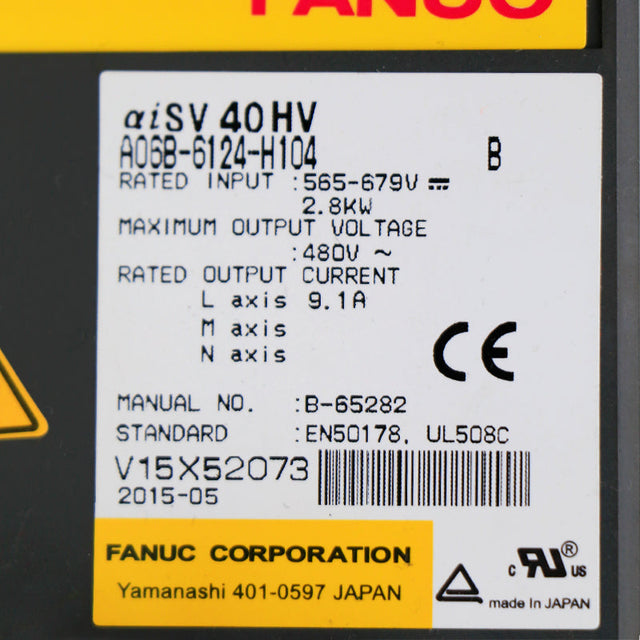 FANUC
αiSV 40HV
A06B-6124-H104 B
RATED INPUT :565-679V ⎓
2.8KW
MAXIMUM OUTPUT VOLTAGE
:480V ~
RATED OUTPUT CURRENT
L axis 9.1A
M axis
N axis
CE
MANUAL NO. :B-65282
STANDARD :EN50178, UL508C
V15X52073
2015-05
FANUC CORPORATION
Yamanashi 401-0597 JAPAN
c RU® US
made In JAPAN